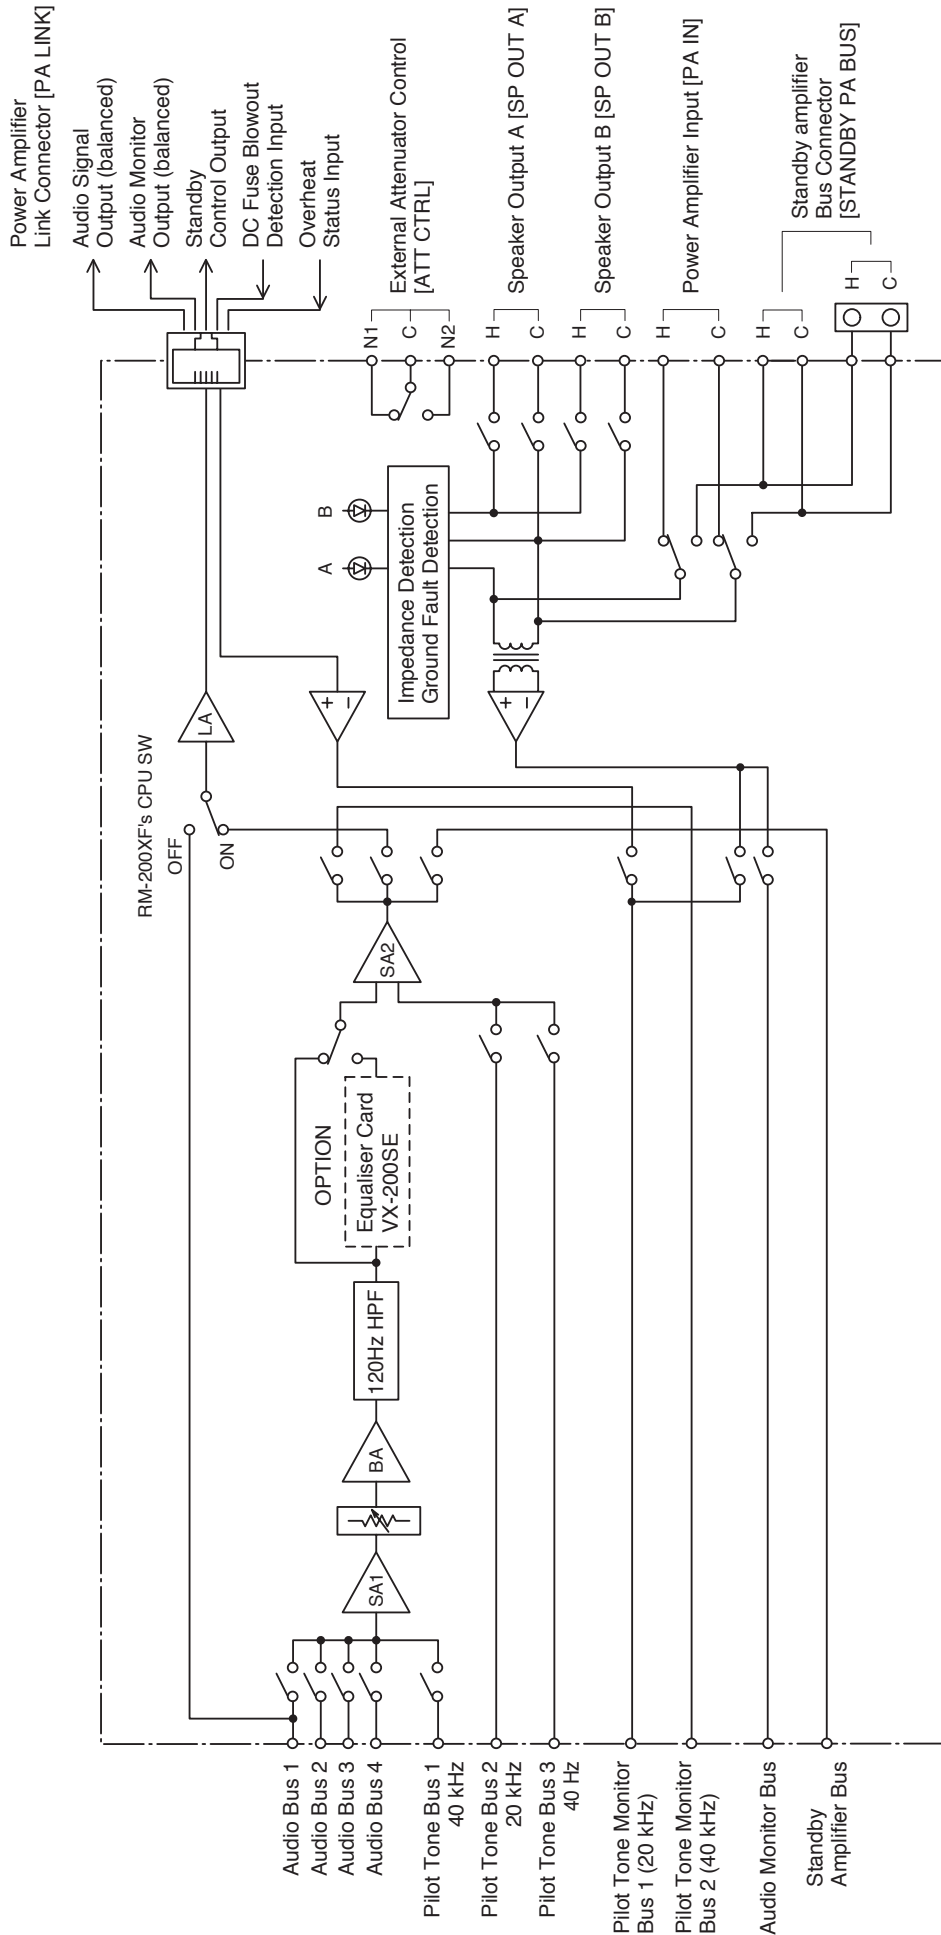 Power Amplifier
Link Connector [PA LINK]
Audio Signal
Output (balanced)
Audio Monitor
Output (balanced)
Standby
Control Output
DC Fuse Blowout
Detection Input
Overheat
Status Input
External Attenuator Control
[ATT CTRL]
N1
C
N2
Speaker Output A [SP OUT A]
H
C
Speaker Output B [SP OUT B]
H
C
Power Amplifier Input [PA IN]
H
C
Standby amplifier
Bus Connector
[STANDBY PA BUS]
H
C
H
C
RM-200XF's CPU SW
OFF
ON
LA
+
−
A
B
Impedance Detection
Ground Fault Detection
+
−
SA2
OPTION
Equaliser Card
VX-200SE
120Hz HPF
BA
SA1
Audio Bus 1
Audio Bus 2
Audio Bus 3
Audio Bus 4
Pilot Tone Bus 1
40 kHz
Pilot Tone Bus 2
20 kHz
Pilot Tone Bus 3
40 Hz
Pilot Tone Monitor
Bus 1 (20 kHz)
Pilot Tone Monitor
Bus 2 (40 kHz)
Audio Monitor Bus
Standby
Amplifier Bus